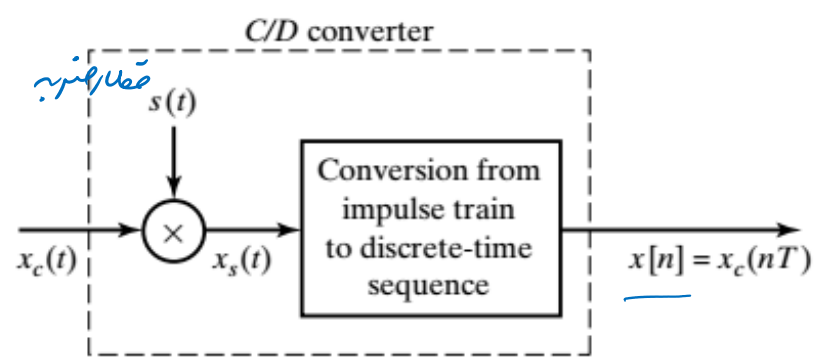 C/D converter
قطار ضربه
s(t)
Conversion from
impulse train
to discrete-time
sequence
×
x_c(t)
x_s(t)
x[n] = x_c(nT)